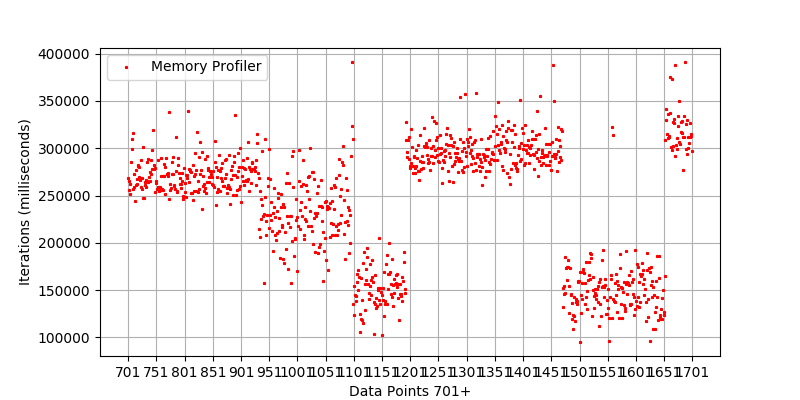 400000
Memory Profiler
350000
300000
250000
200000
150000
100000
Iterations (milliseconds)
701 751 801 851 901 951 1001 1051 1101 1151 1201 1251 1301 1351 1401 1451 1501 1551 1601 1651 1701
Data Points 701+